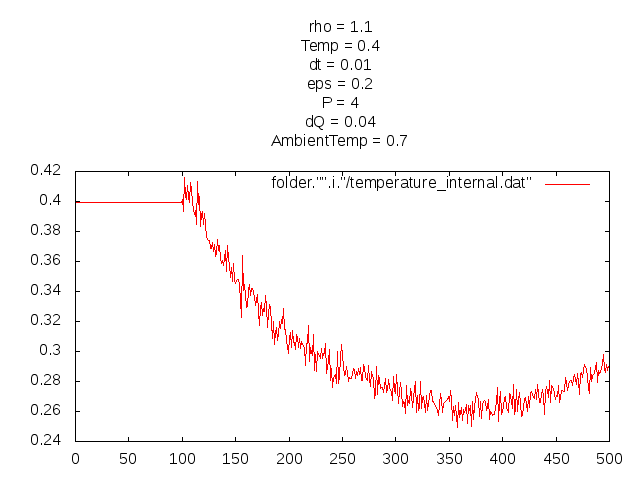 rho = 1.1
Temp = 0.4
dt = 0.01
eps = 0.2
P = 4
dQ = 0.04
AmbientTemp = 0.7
folder."".i."/temperature_internal.dat"
0.42
0.4
0.38
0.36
0.34
0.32
0.3
0.28
0.26
0.24
0 50 100 150 200 250 300 350 400 450 500